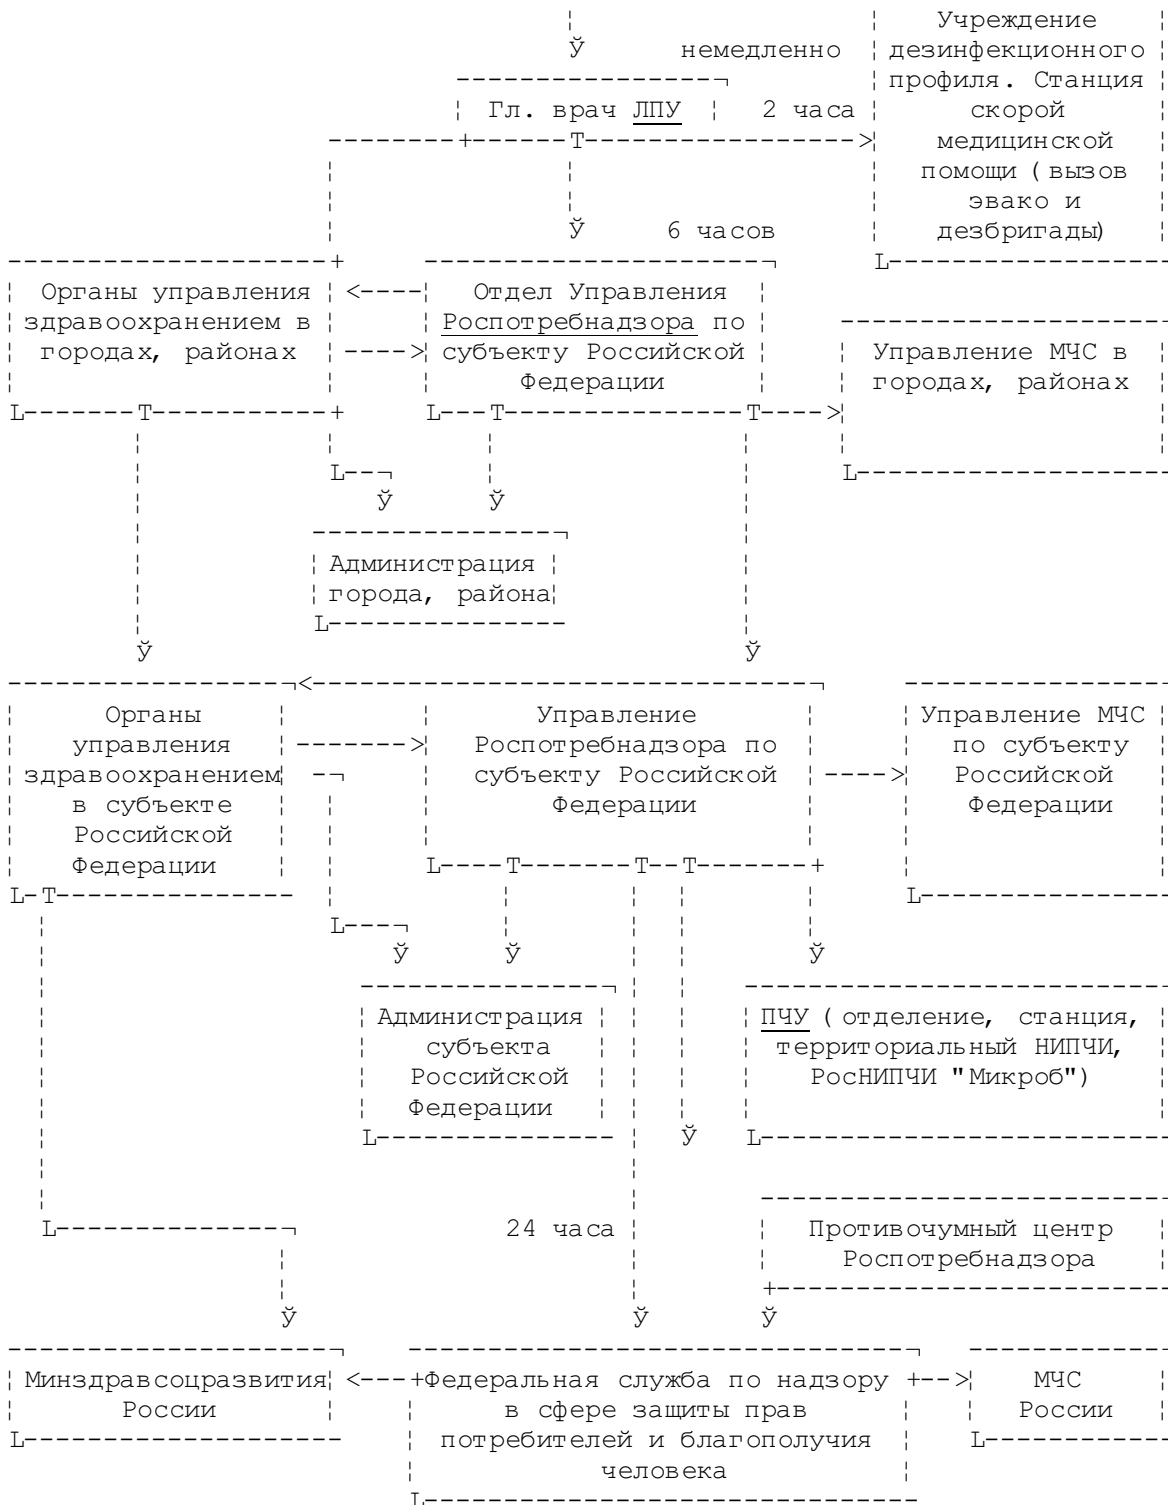 Учреждение
немедленно
дезинфекционного
профиля. Станция
Гл. врач ЛПУ
2 часа
скорой
медицинской
помощи (вызов
эвако и
6 часов
дезбригады)
Органы управления
здравоохранением в
городах, районах
Отдел Управления
Роспотребнадзора по
субъекту Российской
Федерации
Управление МЧС в
городах, районах
Администрация
города, района
Органы
управления
здравоохранением
в субъекте
Российской
Федерации
Управление
Роспотребнадзора по
субъекту Российской
Федерации
Управление МЧС
по субъекту
Российской
Федерации
Администрация
субъекта
Российской
Федерации
ПЧУ (отделение, станция,
территориальный НИПЧИ,
РосНИПЧИ "Микроб")
24 часа
Противочумный центр
Роспотребнадзора
Минздравсоцразвития
России
Федеральная служба по надзору
в сфере защиты прав
потребителей и благополучия
человека
МЧС
России